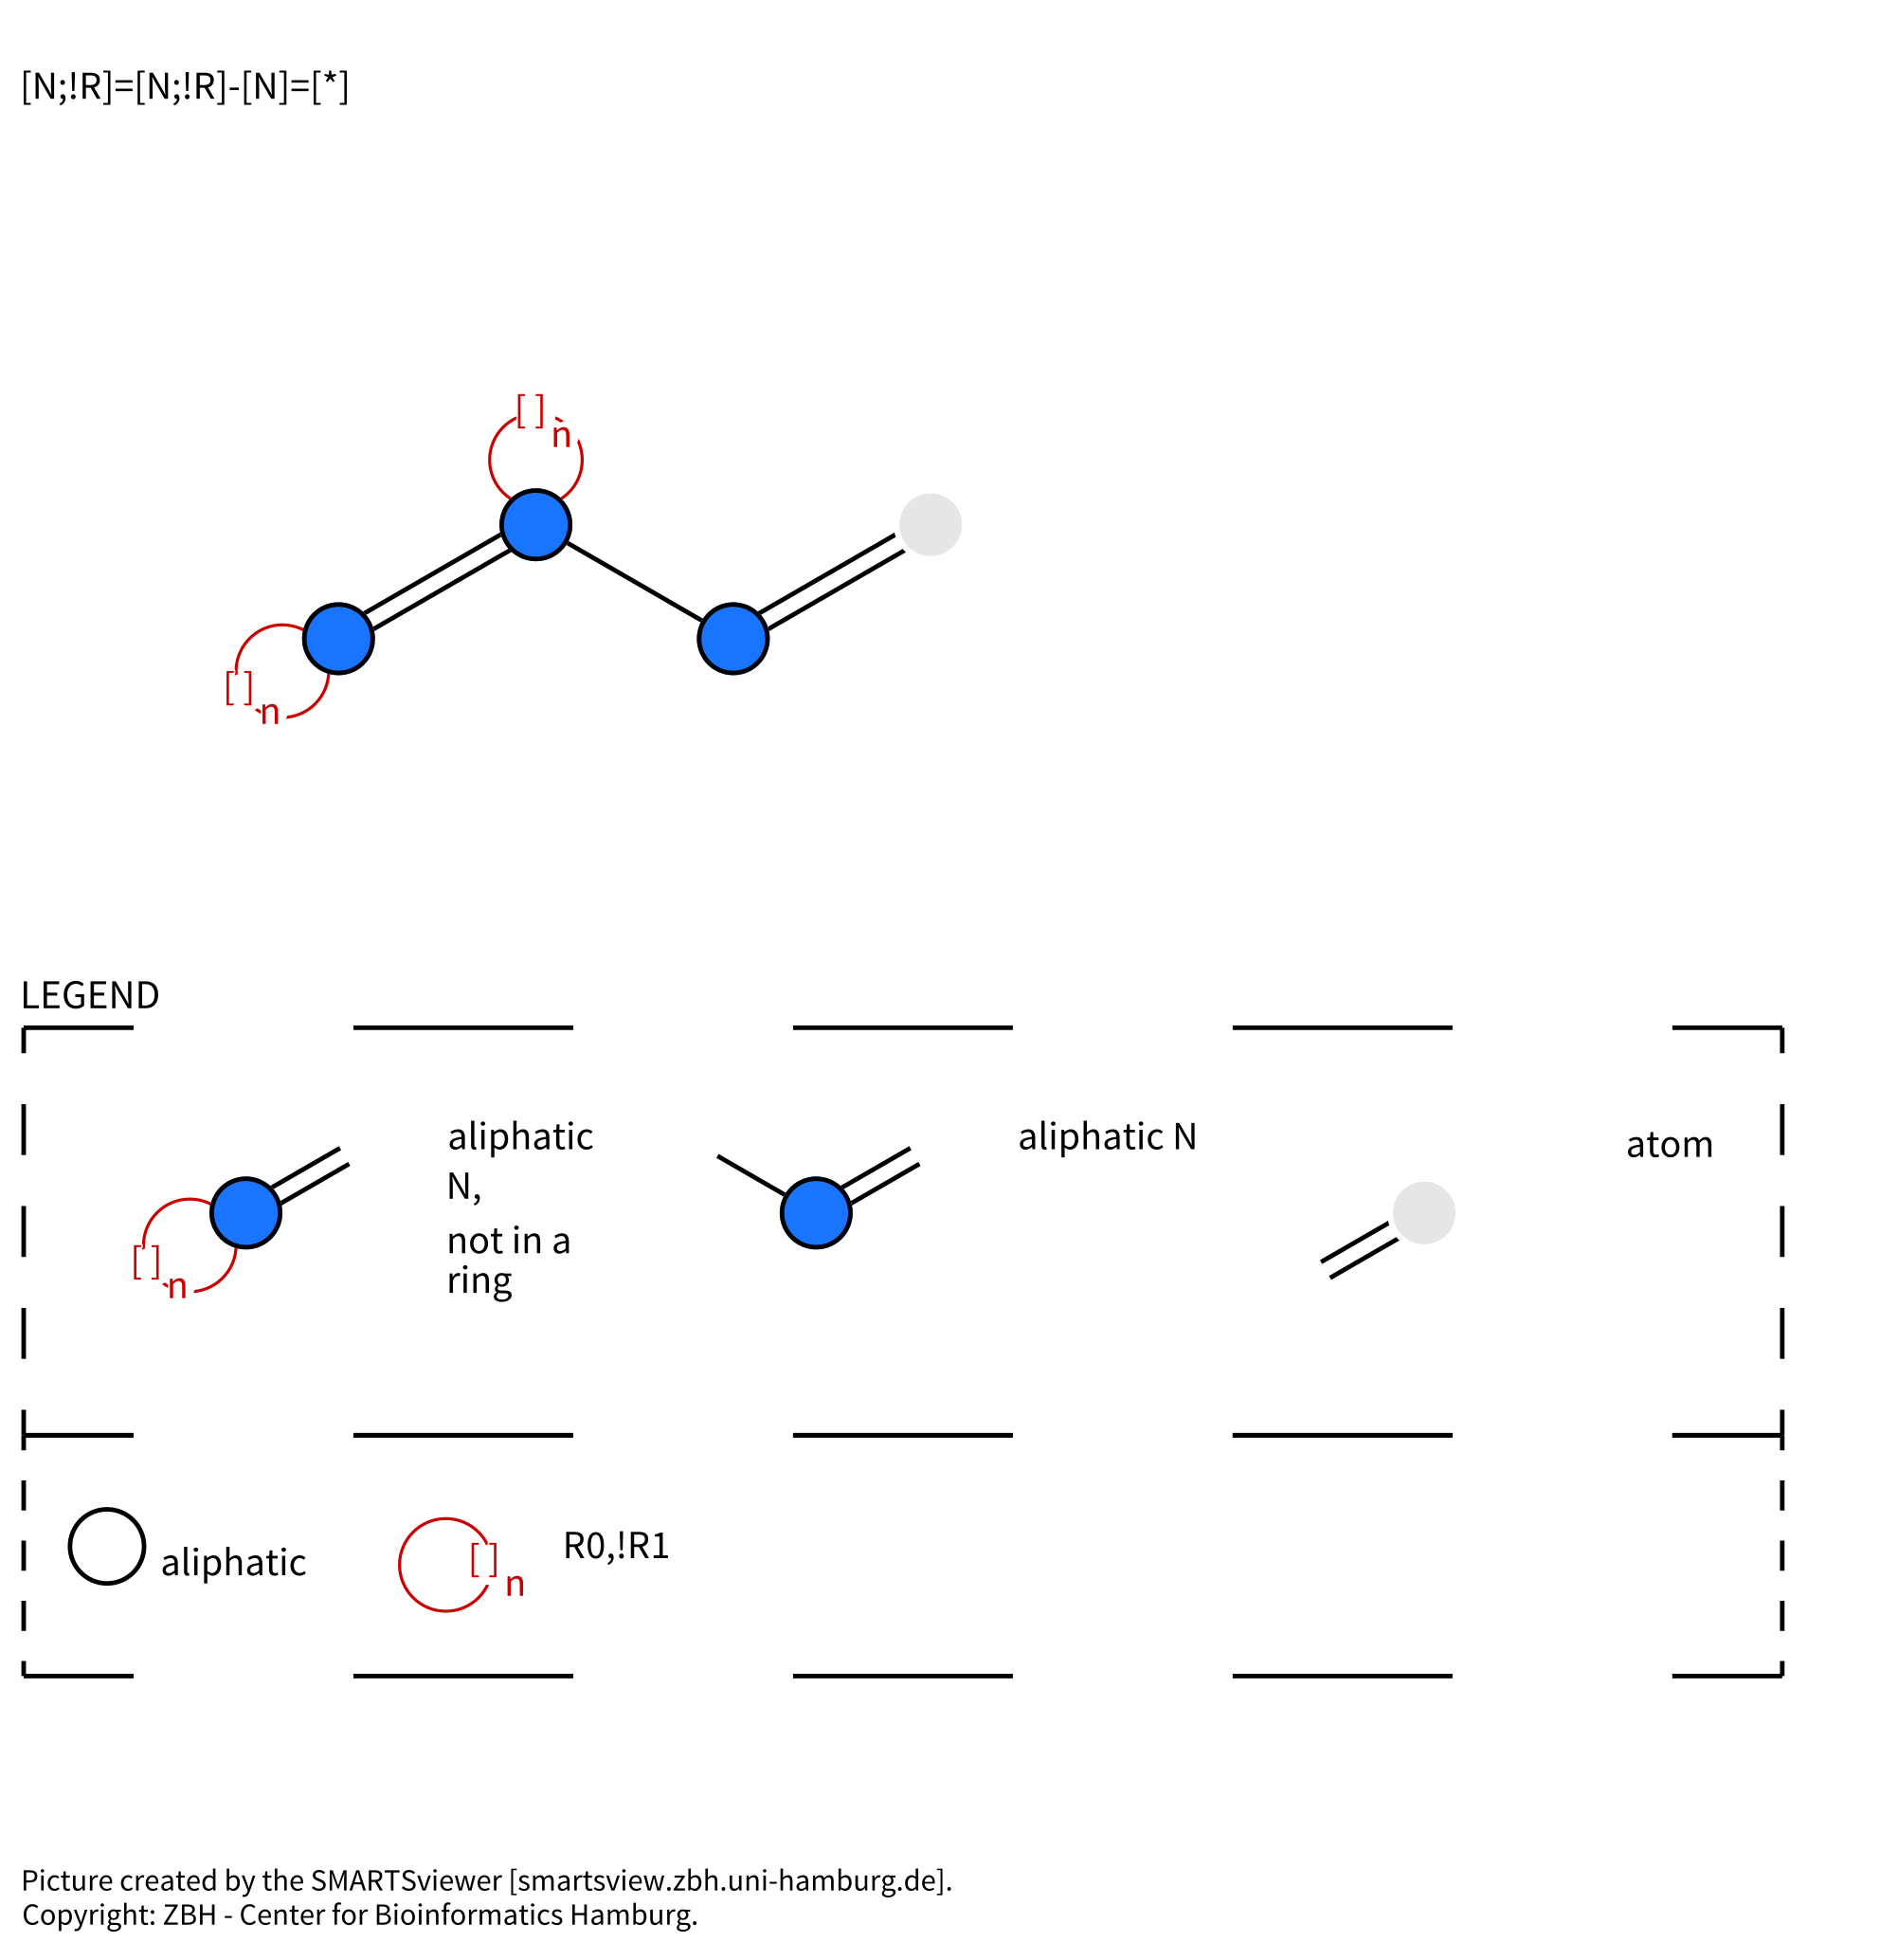 [N;!R]=[N;!R]-[N]=[*]
[ ]
n
[ ]
n
LEGEND
aliphatic
N,
not in a
ring
aliphatic N
atom
[ ]
n
aliphatic
[ ]
n
R0,!R1
Picture created by the SMARTSviewer [smartsview.zbh.uni-hamburg.de].
Copyright: ZBH - Center for Bioinformatics Hamburg.